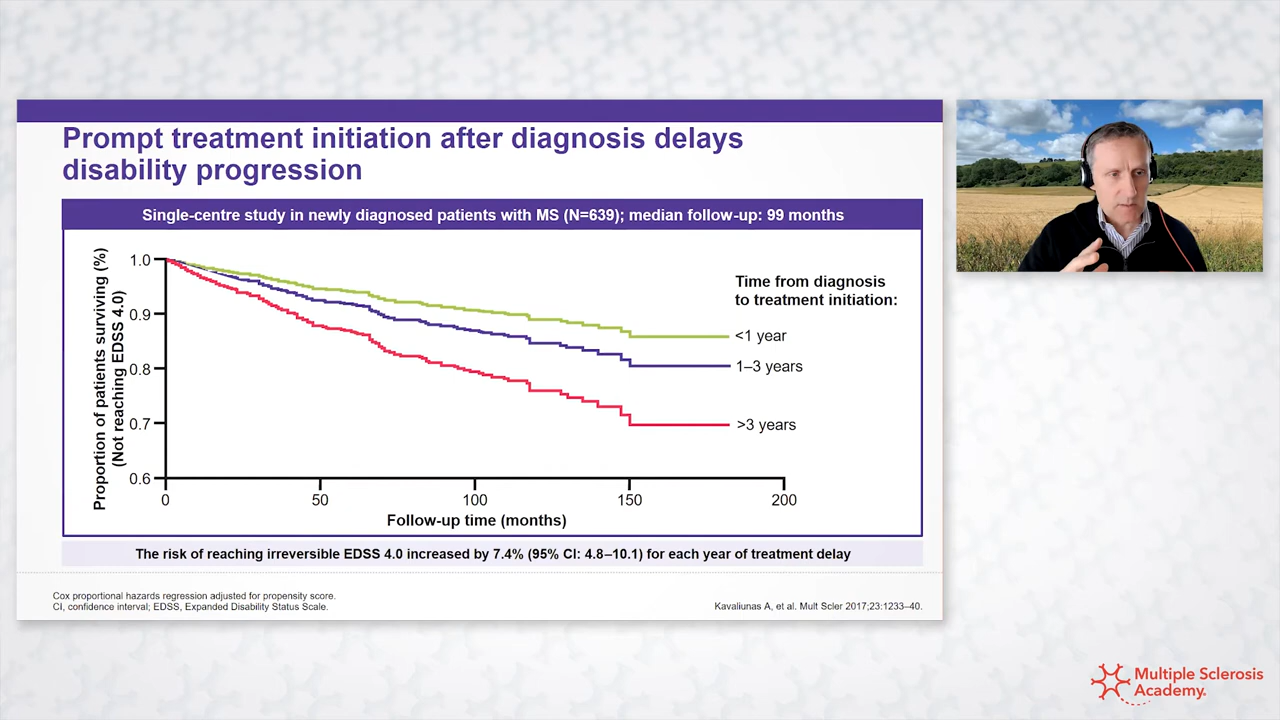 Prompt treatment initiation after diagnosis delays
disability progression
Single-centre study in newly diagnosed patients with MS (N=639); median follow-up: 99 months
Proportion of patients surviving (%)
(Not reaching EDSS 4.0)
1.0
0.9
0.8
0.7
0.6
0
50
100
150
200
Follow-up time (months)
Time from diagnosis
to treatment initiation:
<1 year
1–3 years
>3 years
The risk of reaching irreversible EDSS 4.0 increased by 7.4% (95% CI: 4.8–10.1) for each year of treatment delay
Cox proportional hazards regression adjusted for propensity score.
CI, confidence interval; EDSS, Expanded Disability Status Scale.
Kavaliunas A, et al. Mult Scler 2017;23:1233–40.
Multiple Sclerosis
Academy